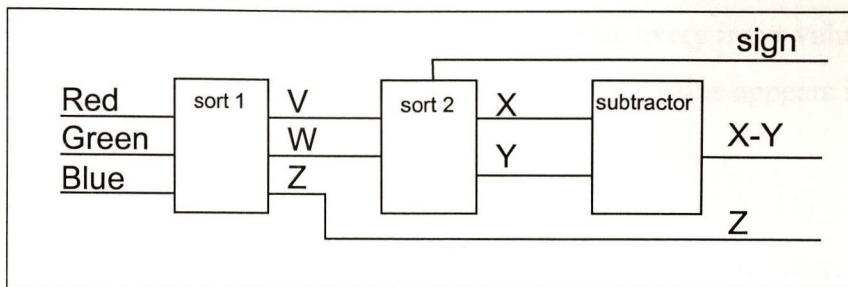 sign
Red
sort 1
V
sort 2
X
subtractor
Green
W
Y
X-Y
Blue
Z
Z